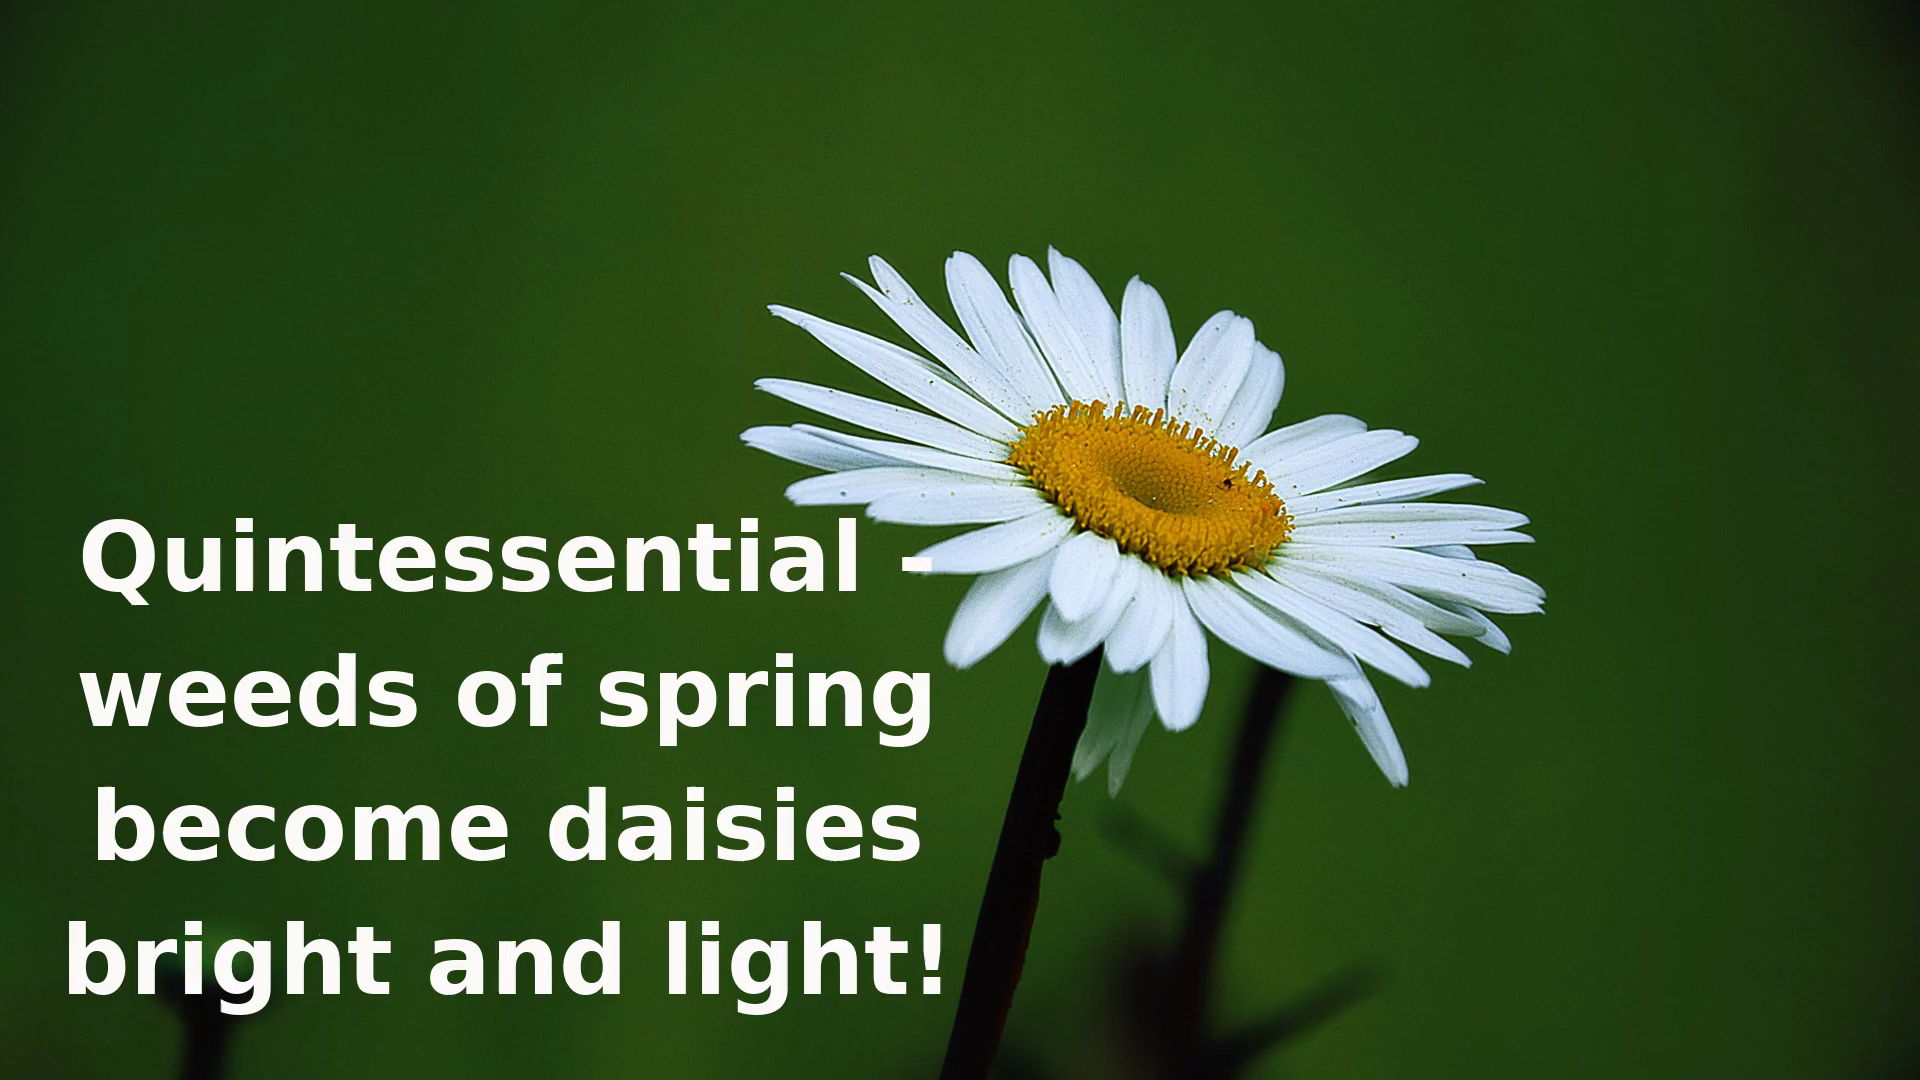 Quintessential -
weeds of spring
become daisies
bright and light!